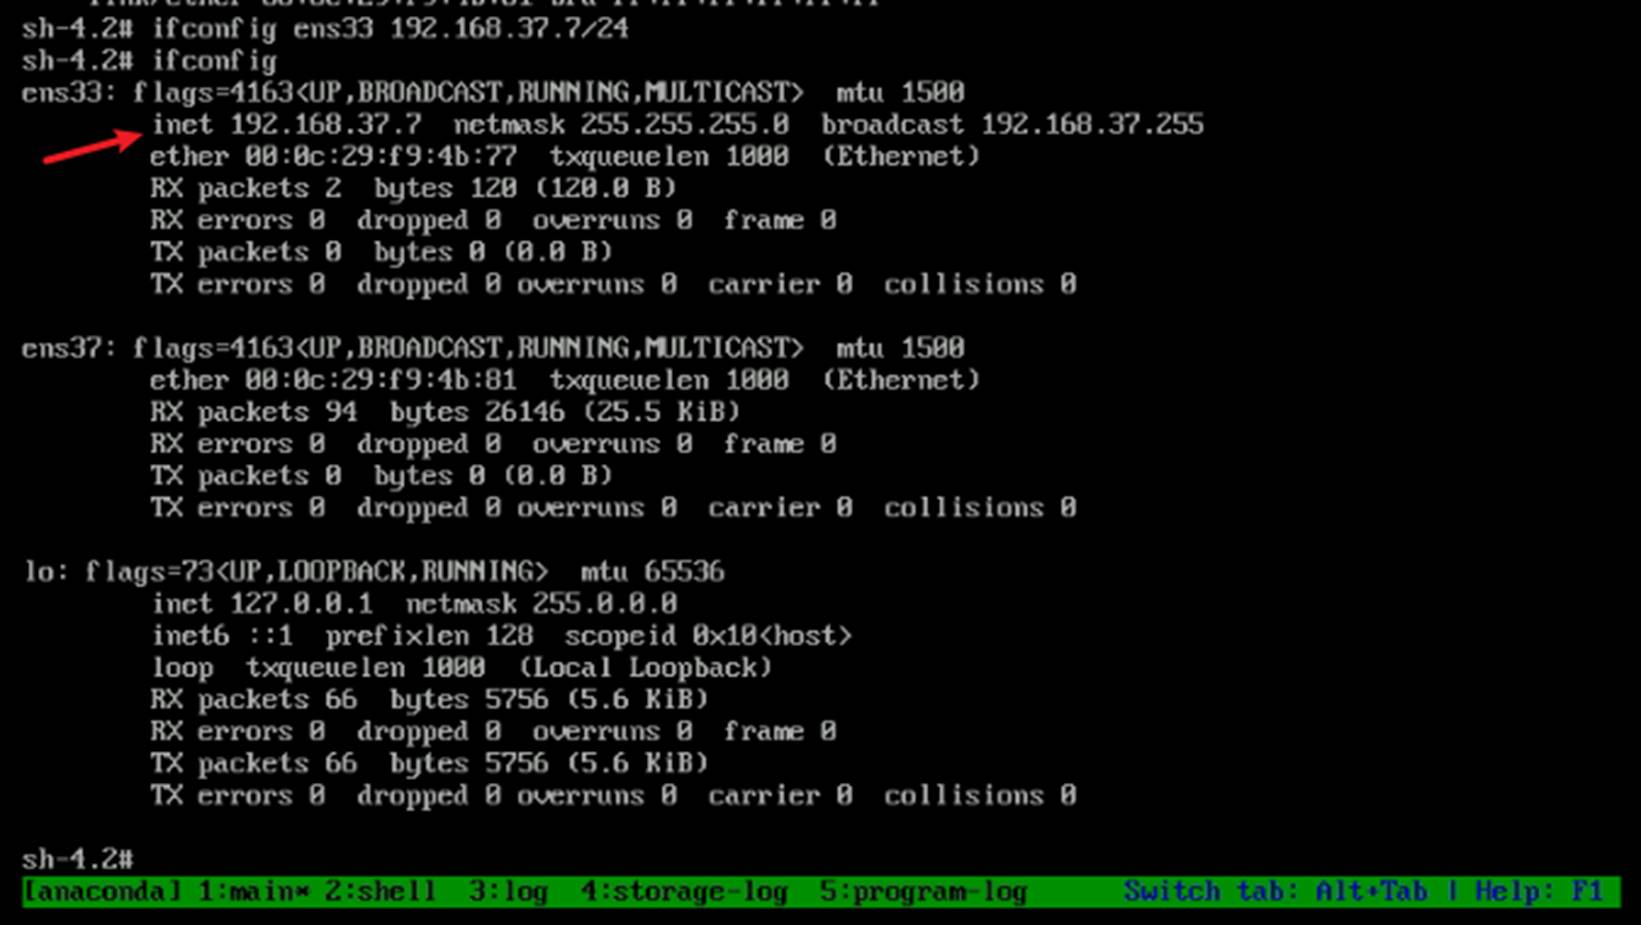 sh-4.2# ifconfig ens33 192.168.37.7/24
sh-4.2# ifconfig
ens33: flags=4163<UP,BROADCAST,RUNNING,MULTICAST>  mtu 1500
inet 192.168.37.7  netmask 255.255.255.0  broadcast 192.168.37.255
ether 00:0c:29:f9:4b:77  txqueuelen 1000  (Ethernet)
RX packets 2  bytes 120 (120.0 B)
RX errors 0  dropped 0  overruns 0  frame 0
TX packets 0  bytes 0 (0.0 B)
TX errors 0  dropped 0 overruns 0  carrier 0  collisions 0
ens37: flags=4163<UP,BROADCAST,RUNNING,MULTICAST>  mtu 1500
ether 00:0c:29:f9:4b:81  txqueuelen 1000  (Ethernet)
RX packets 94  bytes 26146 (25.5 KiB)
RX errors 0  dropped 0  overruns 0  frame 0
TX packets 0  bytes 0 (0.0 B)
TX errors 0  dropped 0 overruns 0  carrier 0  collisions 0
lo: flags=73<UP,LOOPBACK,RUNNING>  mtu 65536
inet 127.0.0.1  netmask 255.0.0.0
inet6 ::1  prefixlen 128  scopeid 0x10<host>
loop  txqueuelen 1000  (Local Loopback)
RX packets 66  bytes 5756 (5.6 KiB)
RX errors 0  dropped 0  overruns 0  frame 0
TX packets 66  bytes 5756 (5.6 KiB)
TX errors 0  dropped 0 overruns 0  carrier 0  collisions 0
sh-4.2#
[anaconda] 1:main* 2:shell  3:log  4:storage-log  5:program-log  Switch tab: Alt+Tab | Help: F1